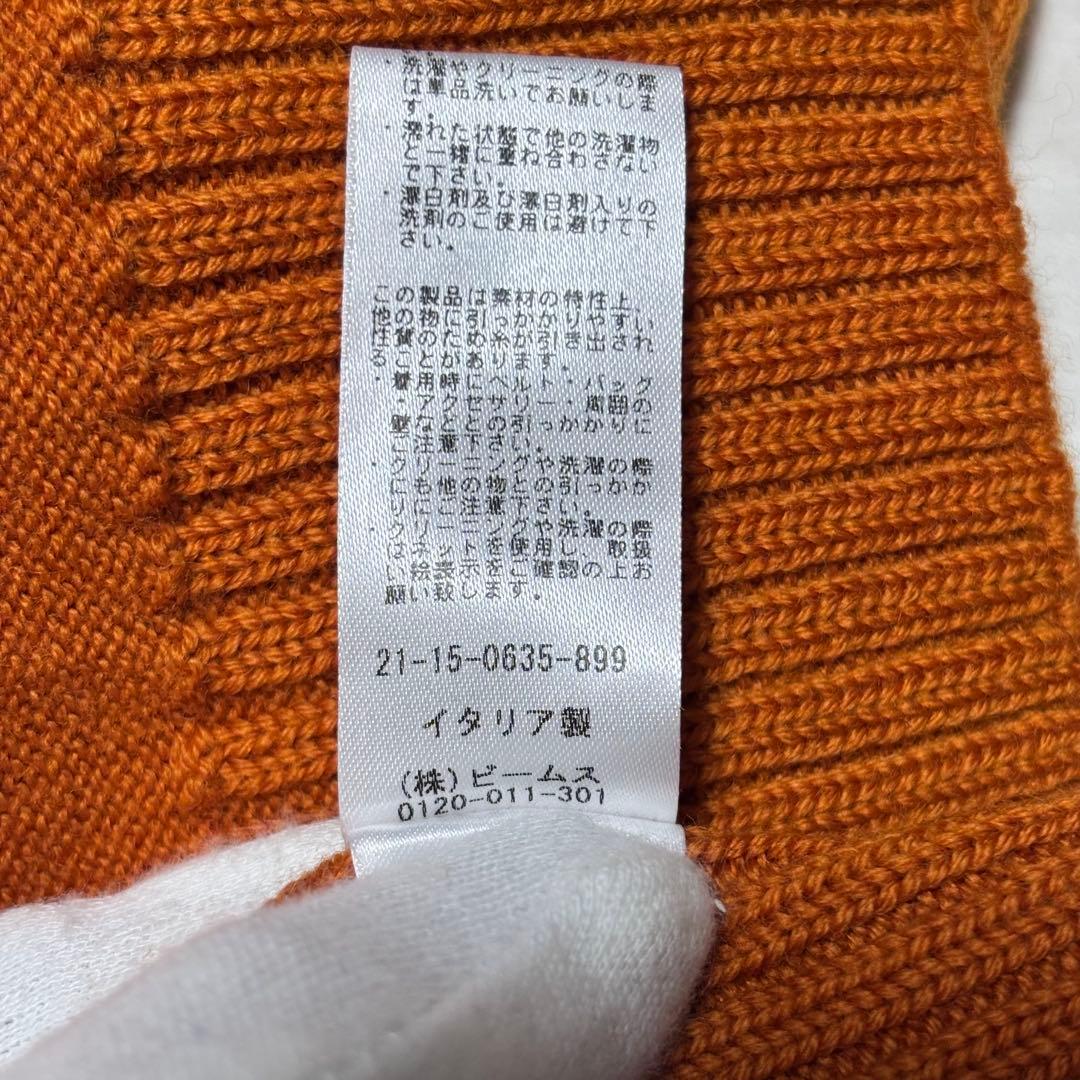 ・洗濯やクリーニングの際
は単品洗いでお願いしま
す。
・濡れた状態で他の洗濯物
と一緒に重ね合わさない
で下さい。
・漂白剤及び漂白剤入りの
洗剤のご使用は避けて下
さい。
この製品は素材の特性上、
他の物に引っかかりやすい
性質のため糸が引き出され
ることがあります。
・着用時にベルト・バッグ
・アクセサリー・周囲の
壁などとの引っかかりに
ご注意下さい。
・クリーニングや洗濯の際
にも他の物との引っかか
りにご注意下さい。
・クリーニングや洗濯の際
はネットを使用し、取扱
い絵表示をご確認の上お
願い致します。
21-15-0635-899
イタリア製
(株)ビームス
0120-011-301